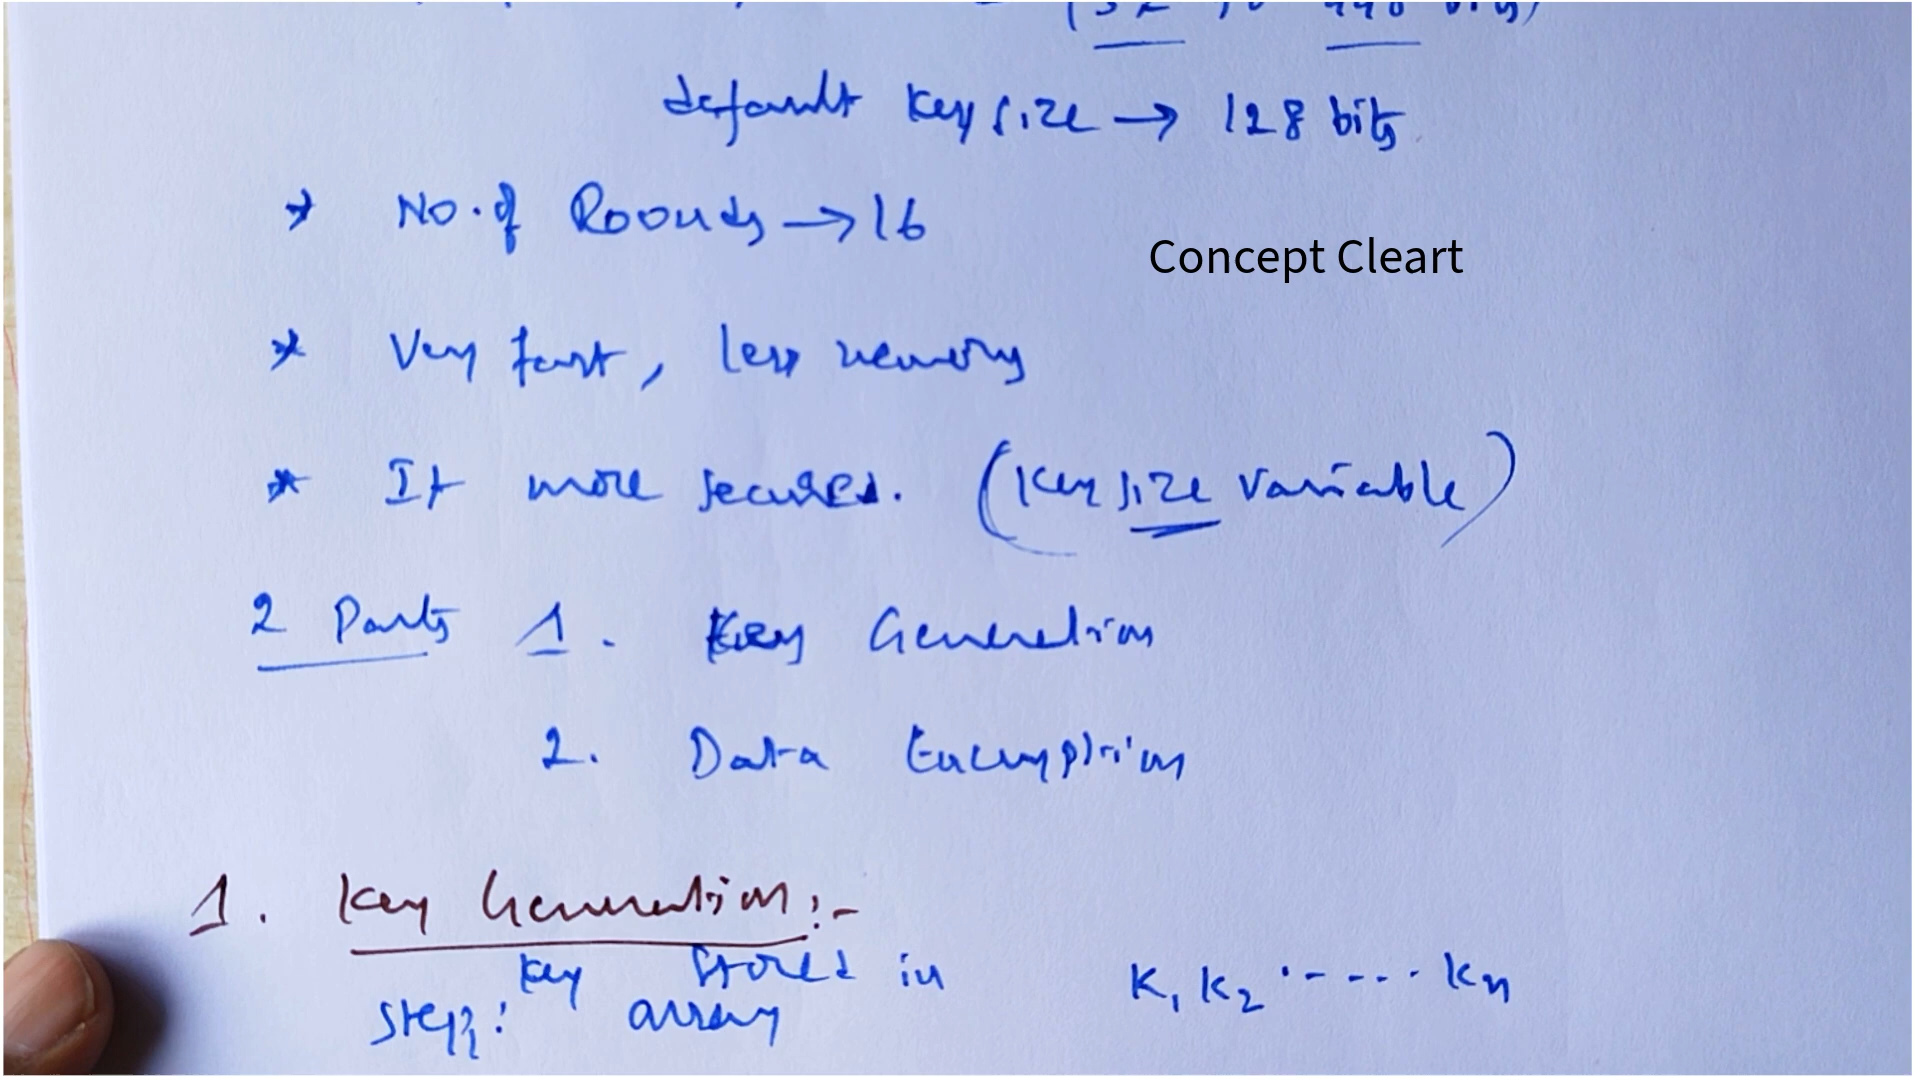 default key size → 128 bits
* No. of Roounds → 16
Concept Cleart
* Very fast, less memory
* It more secured. (key size variable)
2 Parts 1. Key Generation
2. Data Encryption
1. Key Generation:-
key stored in K1 K2 ..---. Kn
step1: array